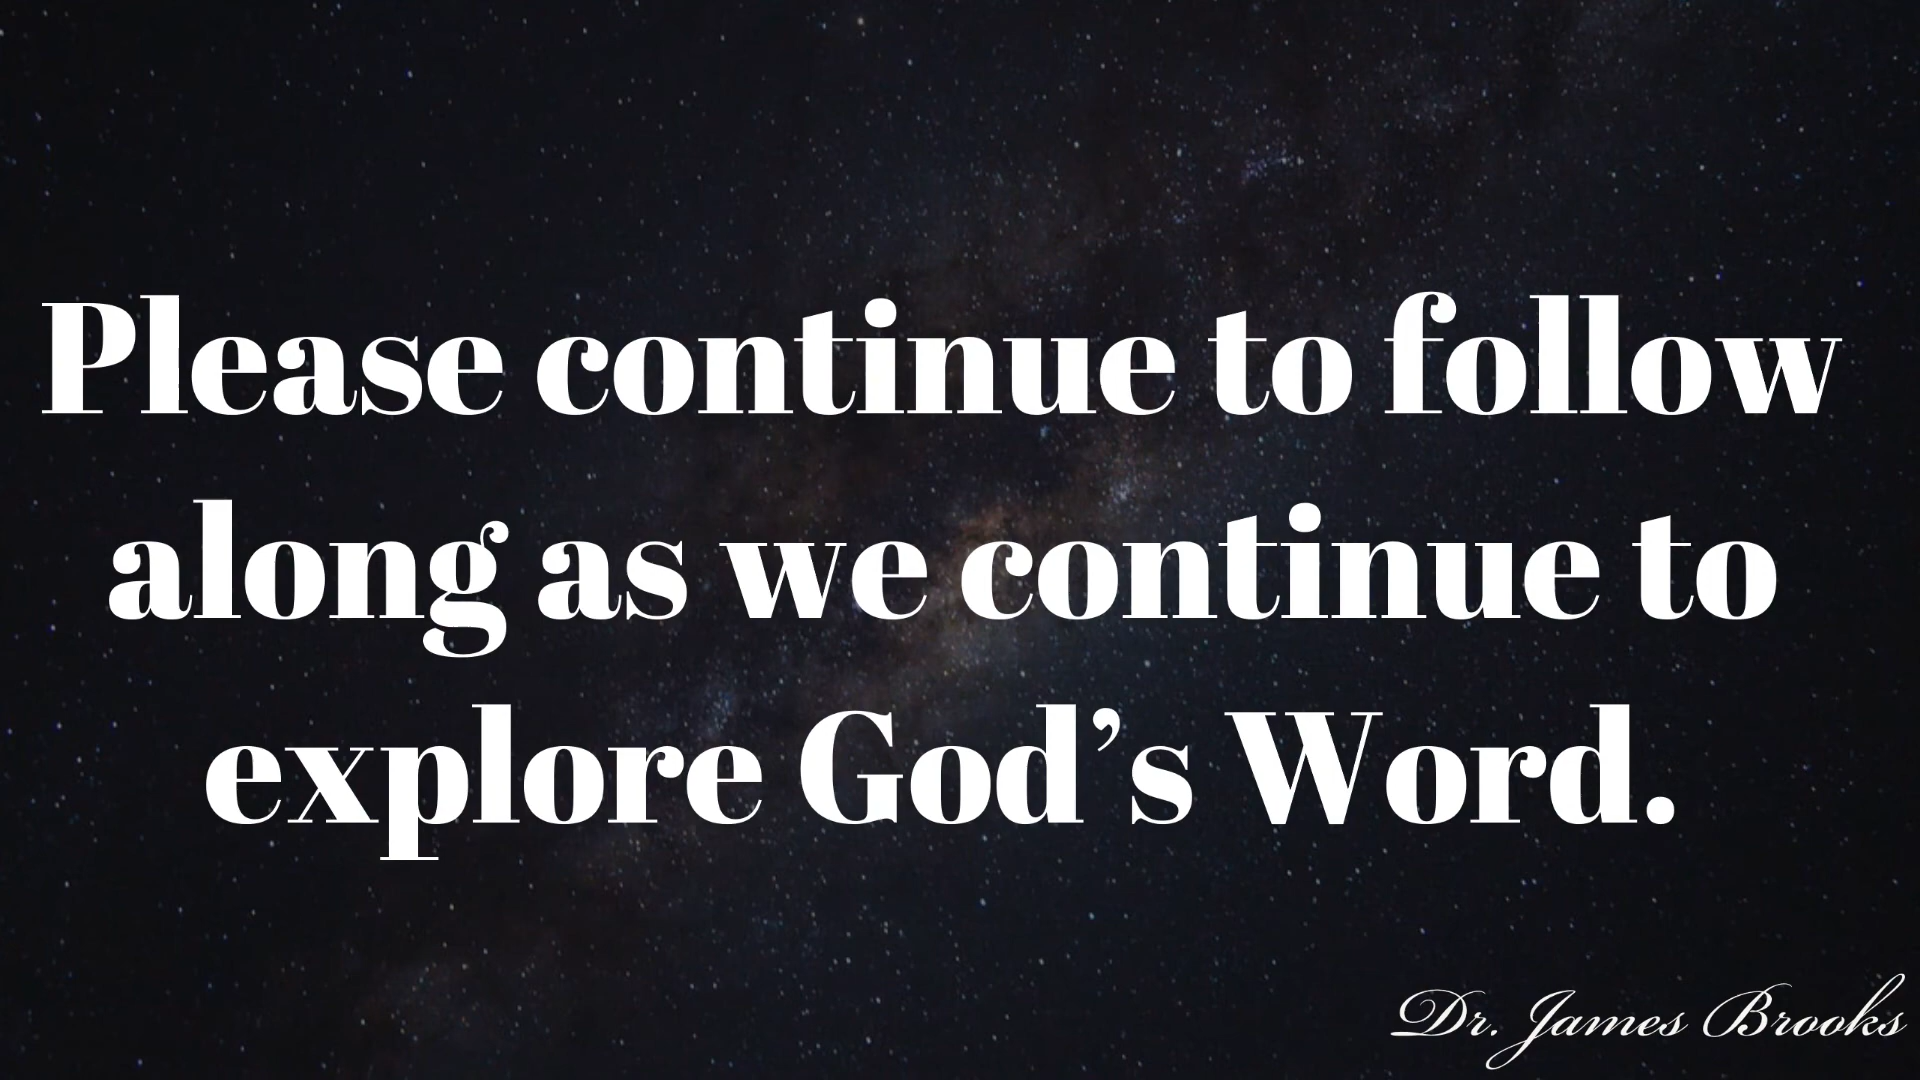 Please continue to follow
along as we continue to
explore God’s Word.
Dr. James Brooks